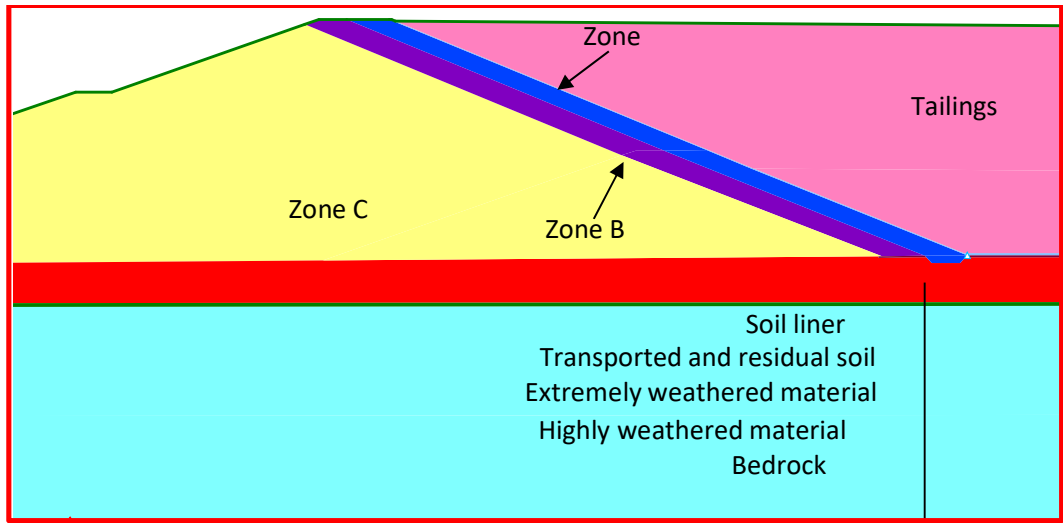 Zone
Tailings
Zone C
Zone B
Soil liner
Transported and residual soil
Extremely weathered material
Highly weathered material
Bedrock